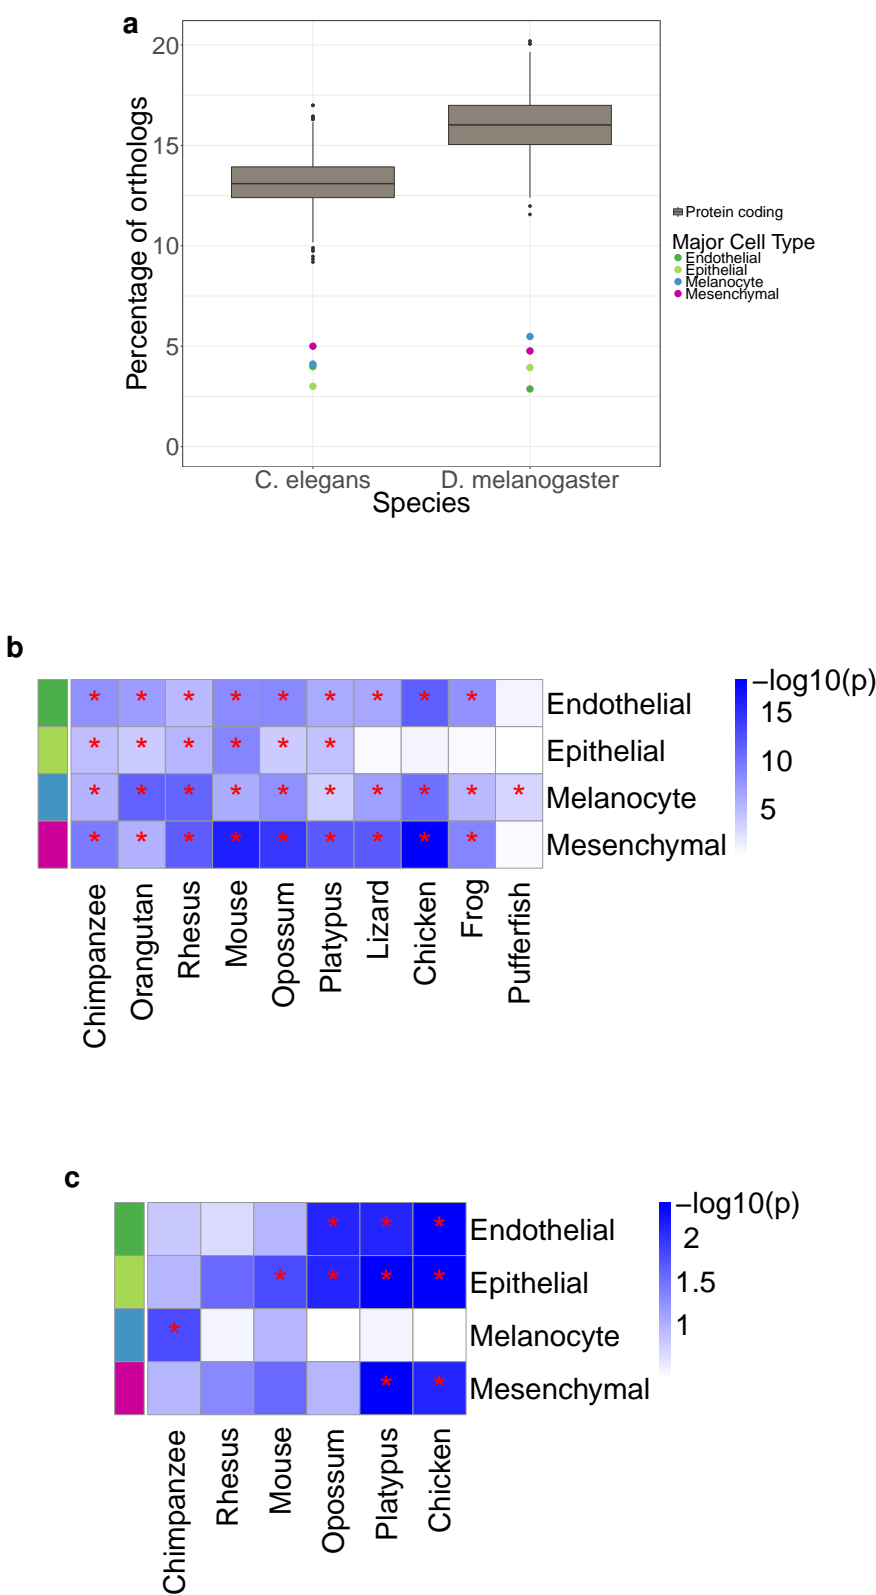 a
Percentage of orthologs
20
15
10
5
0
C. elegans
D. melanogaster
Species
Protein coding
Major Cell Type
Endothelial
Epithelial
Melanocyte
Mesenchymal
b
* * * * * * * * * Endothelial
* * * * * * Epithelial
* * * * * * * * * * Melanocyte
* * * * * * * * * Mesenchymal
Chimpanzee
Orangutan
Rhesus
Mouse
Opossum
Platypus
Lizard
Chicken
Frog
Pufferfish
−log10(p)
15
10
5
c
* * * Endothelial
* * * * Epithelial
* Melanocyte
* * Mesenchymal
Chimpanzee
Rhesus
Mouse
Opossum
Platypus
Chicken
−log10(p)
2
1.5
1